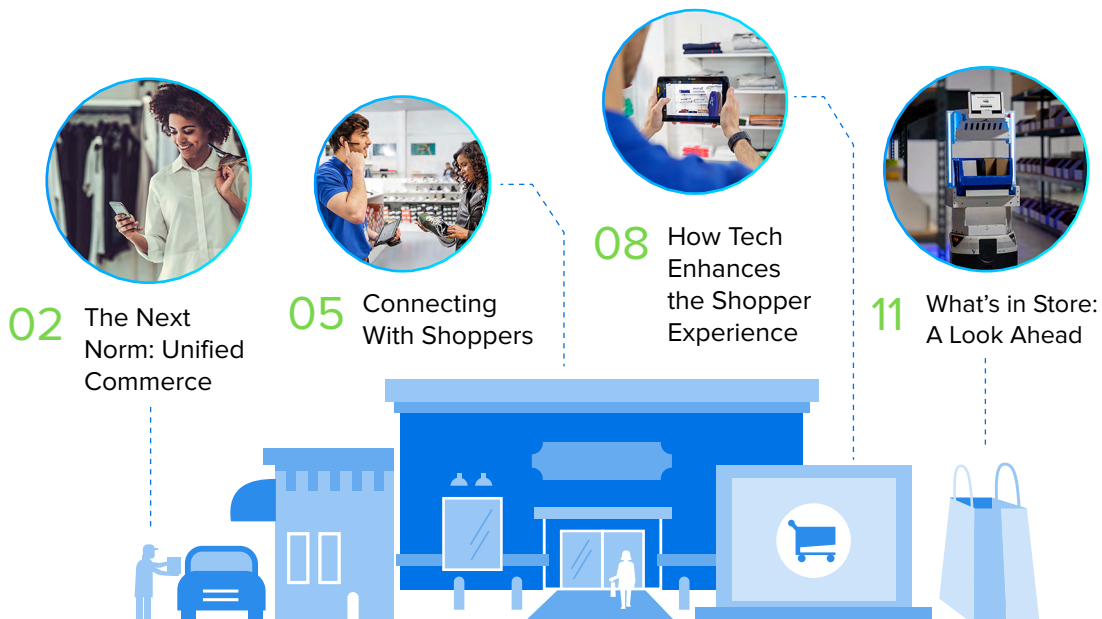 02
The Next
Norm: Unified
Commerce
05
Connecting
With Shoppers
08
How Tech
Enhances
the Shopper
Experience
11
What’s in Store:
A Look Ahead